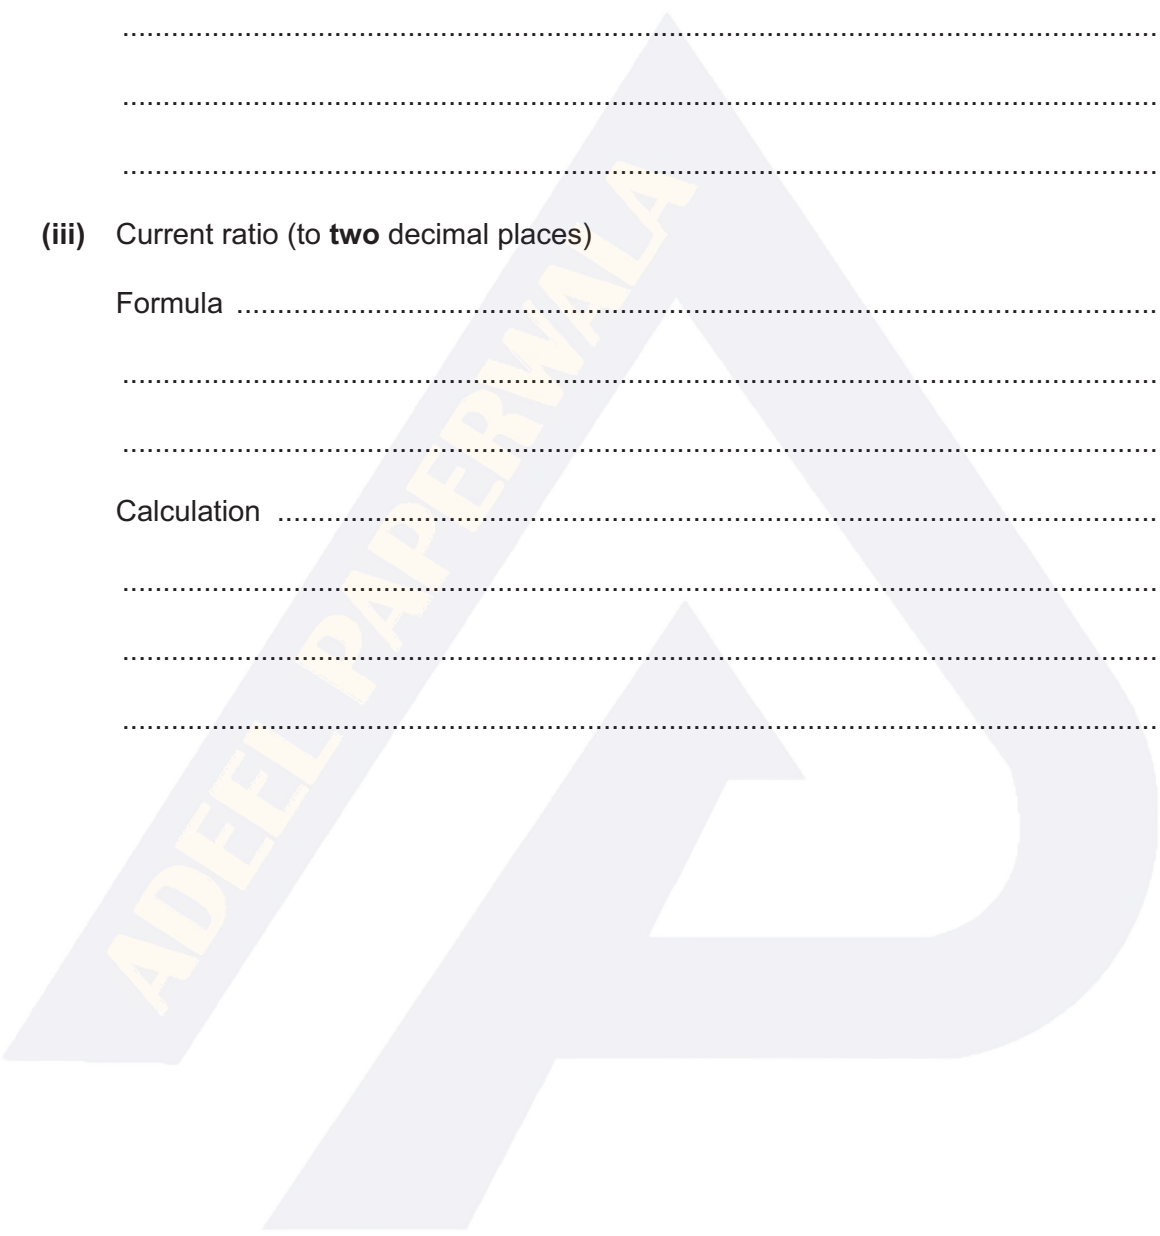 ..........................................................................................................................
..........................................................................................................................
..........................................................................................................................
(iii) Current ratio (to two decimal places)
Formula ..........................................................................................................
..........................................................................................................................
..........................................................................................................................
Calculation ......................................................................................................
..........................................................................................................................
..........................................................................................................................
..........................................................................................................................
ADEEL PAPERWALA